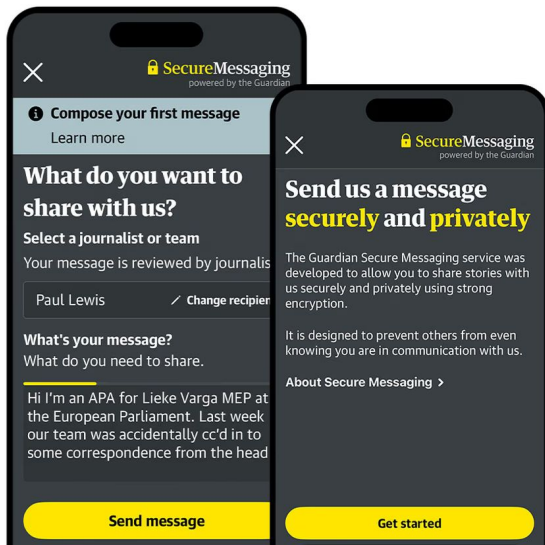 SecureMessaging
powered by the Guardian
Compose your first message
Learn more
What do you want to
share with us?
Select a journalist or team
Your message is reviewed by journalis
Paul Lewis
Change recipien
What's your message?
What do you need to share.
Hi I'm an APA for Lieke Varga MEP at
the European Parliament. Last week
our team was accidentally cc'd in to
some correspondence from the head
Send message
SecureMessaging
powered by the Guardian
Send us a message
securely and privately
The Guardian Secure Messaging service was
developed to allow you to share stories with
us securely and privately using strong
encryption.
It is designed to prevent others from even
knowing you are in communication with us.
About Secure Messaging >
Get started